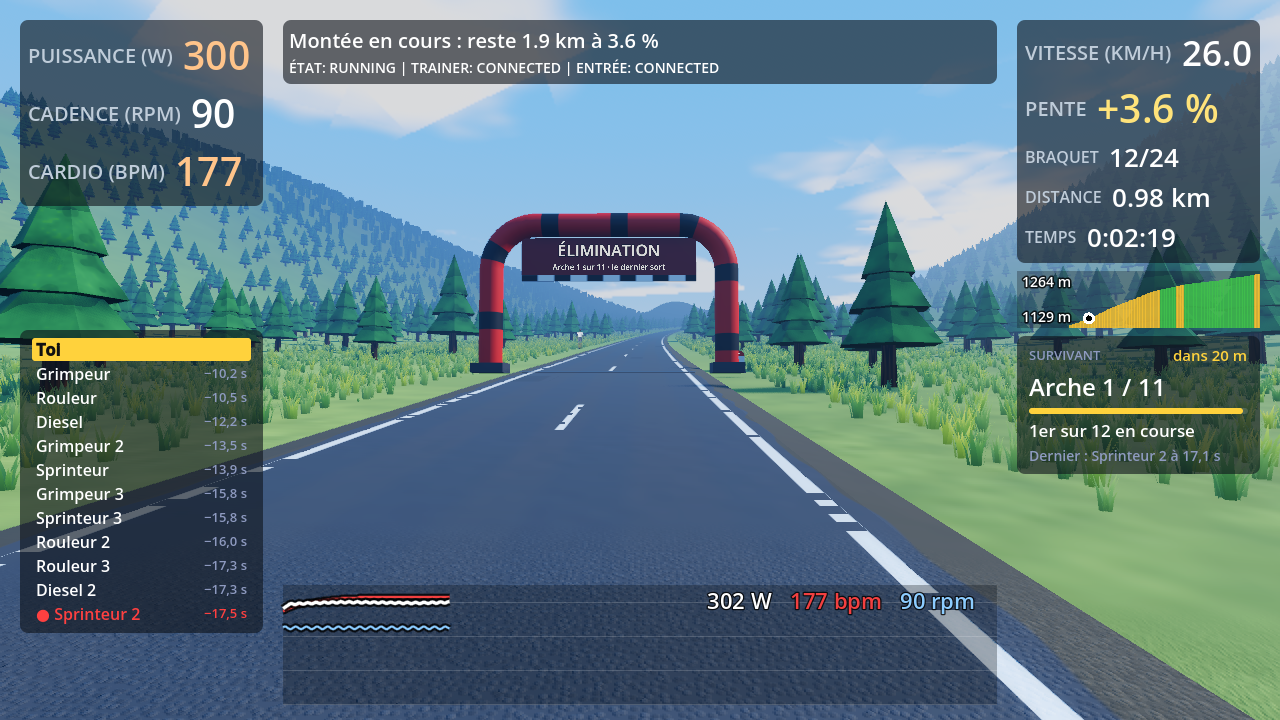 PUISSANCE (W) 300
CADENCE (RPM) 90
CARDIO (BPM) 177
Montée en cours : reste 1.9 km à 3.6 %
ÉTAT: RUNNING | TRAINER: CONNECTED | ENTRÉE: CONNECTED
VITESSE (KM/H) 26.0
PENTE +3.6 %
BRAQUET 12/24
DISTANCE 0.98 km
TEMPS 0:02:19
1264 m
1129 m
SURVIVANT dans 20 m
Arche 1 / 11
1er sur 12 en course
Dernier : Sprinteur 2 à 17,1 s
ÉLIMINATION
Arche 1 sur 11 · le dernier sort
Toi
Grimpeur −10,2 s
Rouleur −10,5 s
Diesel −12,2 s
Grimpeur 2 −13,5 s
Sprinteur −13,9 s
Grimpeur 3 −15,8 s
Sprinteur 3 −15,8 s
Rouleur 2 −16,0 s
Rouleur 3 −17,3 s
Diesel 2 −17,3 s
Sprinteur 2 −17,5 s
302 W 177 bpm 90 rpm